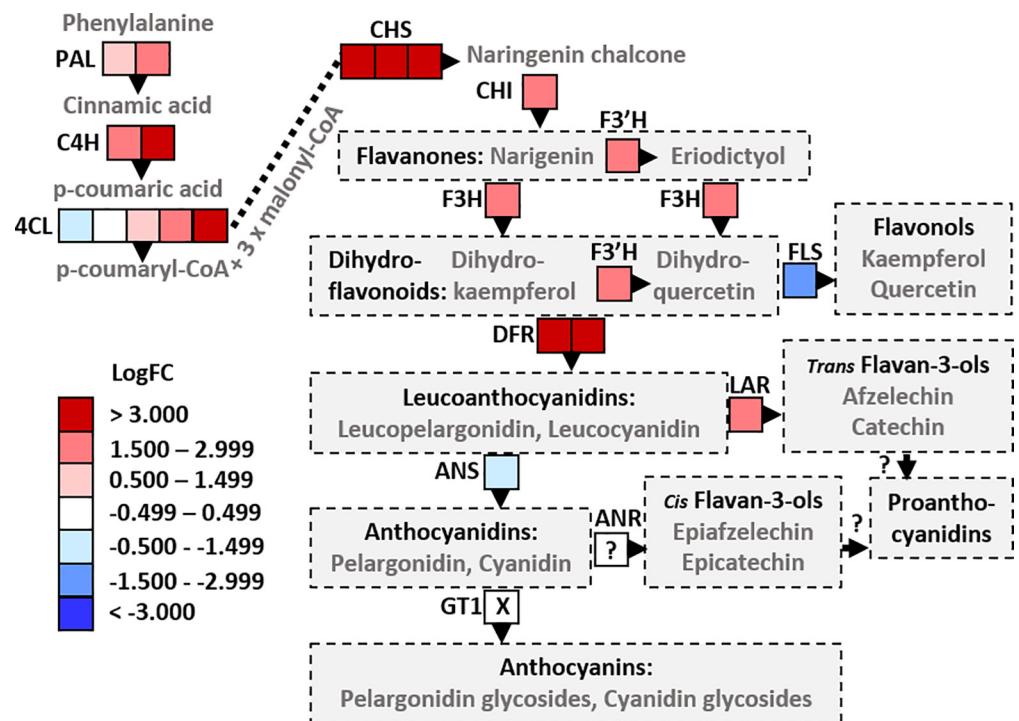 Phenylalanine
PAL
Cinnamic acid
C4H
p-coumaric acid
4CL
p-coumaryl-CoA
+ 3 x malonyl-CoA
CHS
Naringenin chalcone
CHI
F3’H
Flavanones: Narigenin
Eriodictyol
F3H
F3H
Dihydro-
flavonoids:
Dihydro-
kaempferol
F3’H
Dihydro-
quercetin
FLS
Flavonols
Kaempferol
Quercetin
DFR
Leucoanthocyanidins:
Leucopelargonidin, Leucocyanidin
LAR
Trans Flavan-3-ols
Afzelechin
Catechin
?
ANS
Anthocyanidins:
Pelargonidin, Cyanidin
ANR
?
Cis Flavan-3-ols
Epiafzelechin
Epicatechin
?
Proantho-
cyanidins
GT1
X
Anthocyanins:
Pelargonidin glycosides, Cyanidin glycosides
LogFC
> 3.000
1.500 – 2.999
0.500 – 1.499
-0.499 – 0.499
-0.500 - -1.499
-1.500 - -2.999
< -3.000